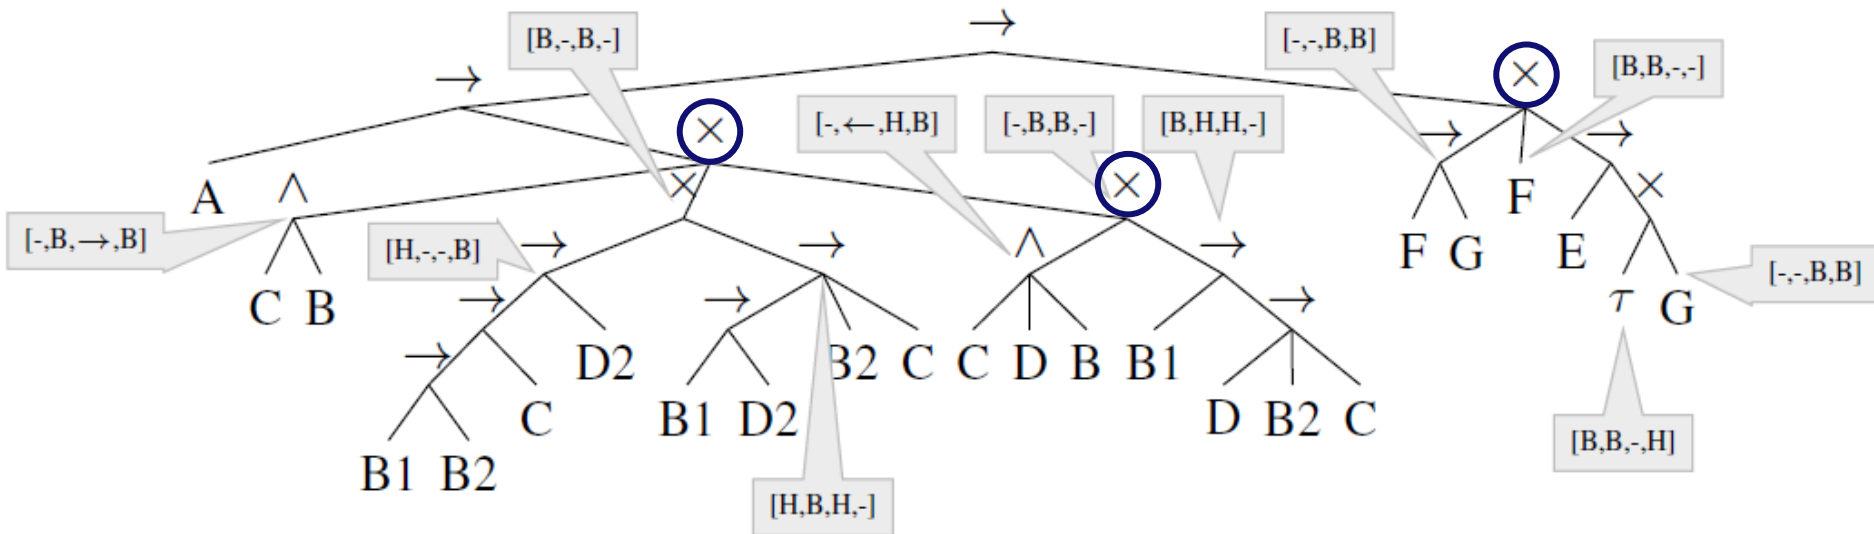 →
[B,-,B,-] [-,-,B,B]
→ × [B,B,-,-]
[-,←,H,B] [-,B,B,-] [B,H,H,-]
× → →
A ∧ × × F ×
[-,B,→,B] [H,-,-,B] → → ∧ → F G E
[-,-,B,B]
C B → → → τ G
→ D2 B2 C C D B B1
C B1 D2 D B2 C [B,B,-,H]
B1 B2
[H,B,H,-]